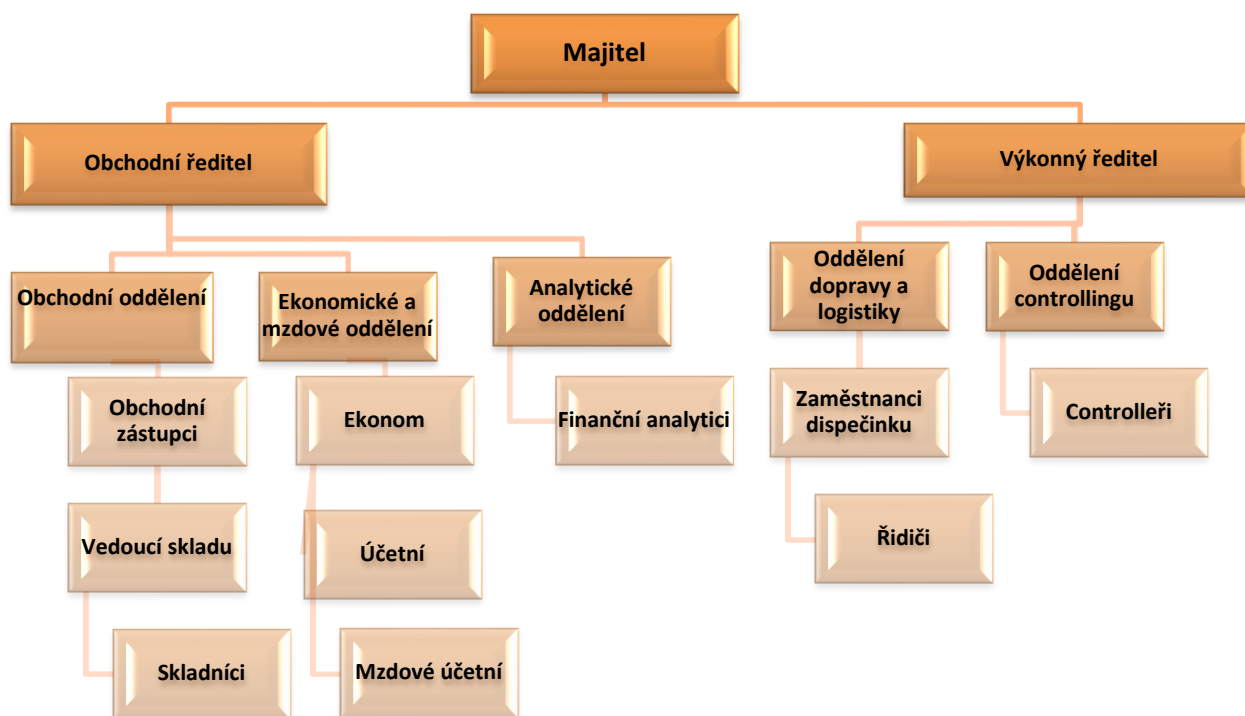 Majitel
Obchodní ředitel
Výkonný ředitel
Obchodní oddělení
Ekonomické a
mzdové oddělení
Analytické
oddělení
Oddělení
dopravy a
logistiky
Oddělení
controllingu
Obchodní
zástupci
Ekonom
Finanční analytici
Zaměstnanci
dispečinku
Controlleři
Vedoucí skladu
Účetní
Řidiči
Skladníci
Mzdové účetní